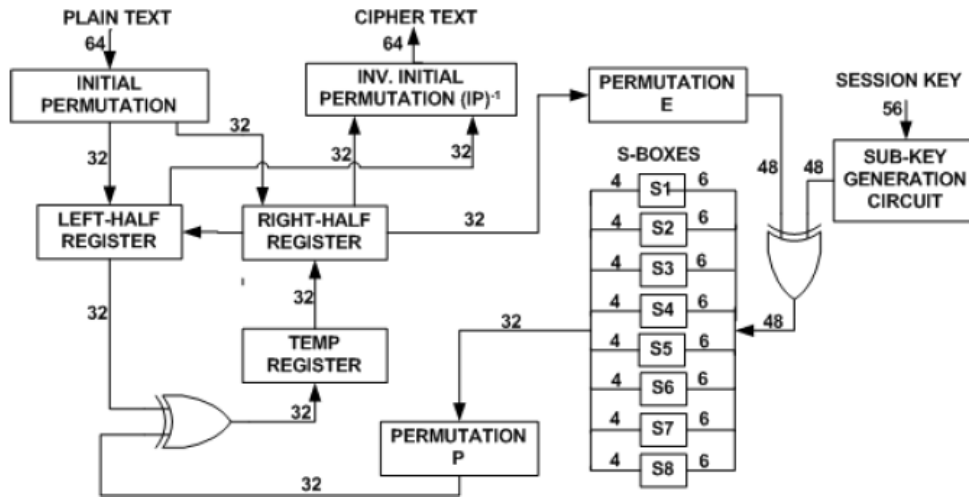 PLAIN TEXT
64
INITIAL
PERMUTATION
CIPHER TEXT
64
INV. INITIAL
PERMUTATION (IP)⁻¹
PERMUTATION
E
SESSION KEY
56
SUB-KEY
GENERATION
CIRCUIT
32
32
32
32
48
48
LEFT-HALF
REGISTER
RIGHT-HALF
REGISTER
32
S-BOXES
4 S1 6
4 S2 6
4 S3 6
4 S4 6
4 S5 6
4 S6 6
4 S7 6
4 S8 6
48
32
32
32
TEMP
REGISTER
32
PERMUTATION
P
32